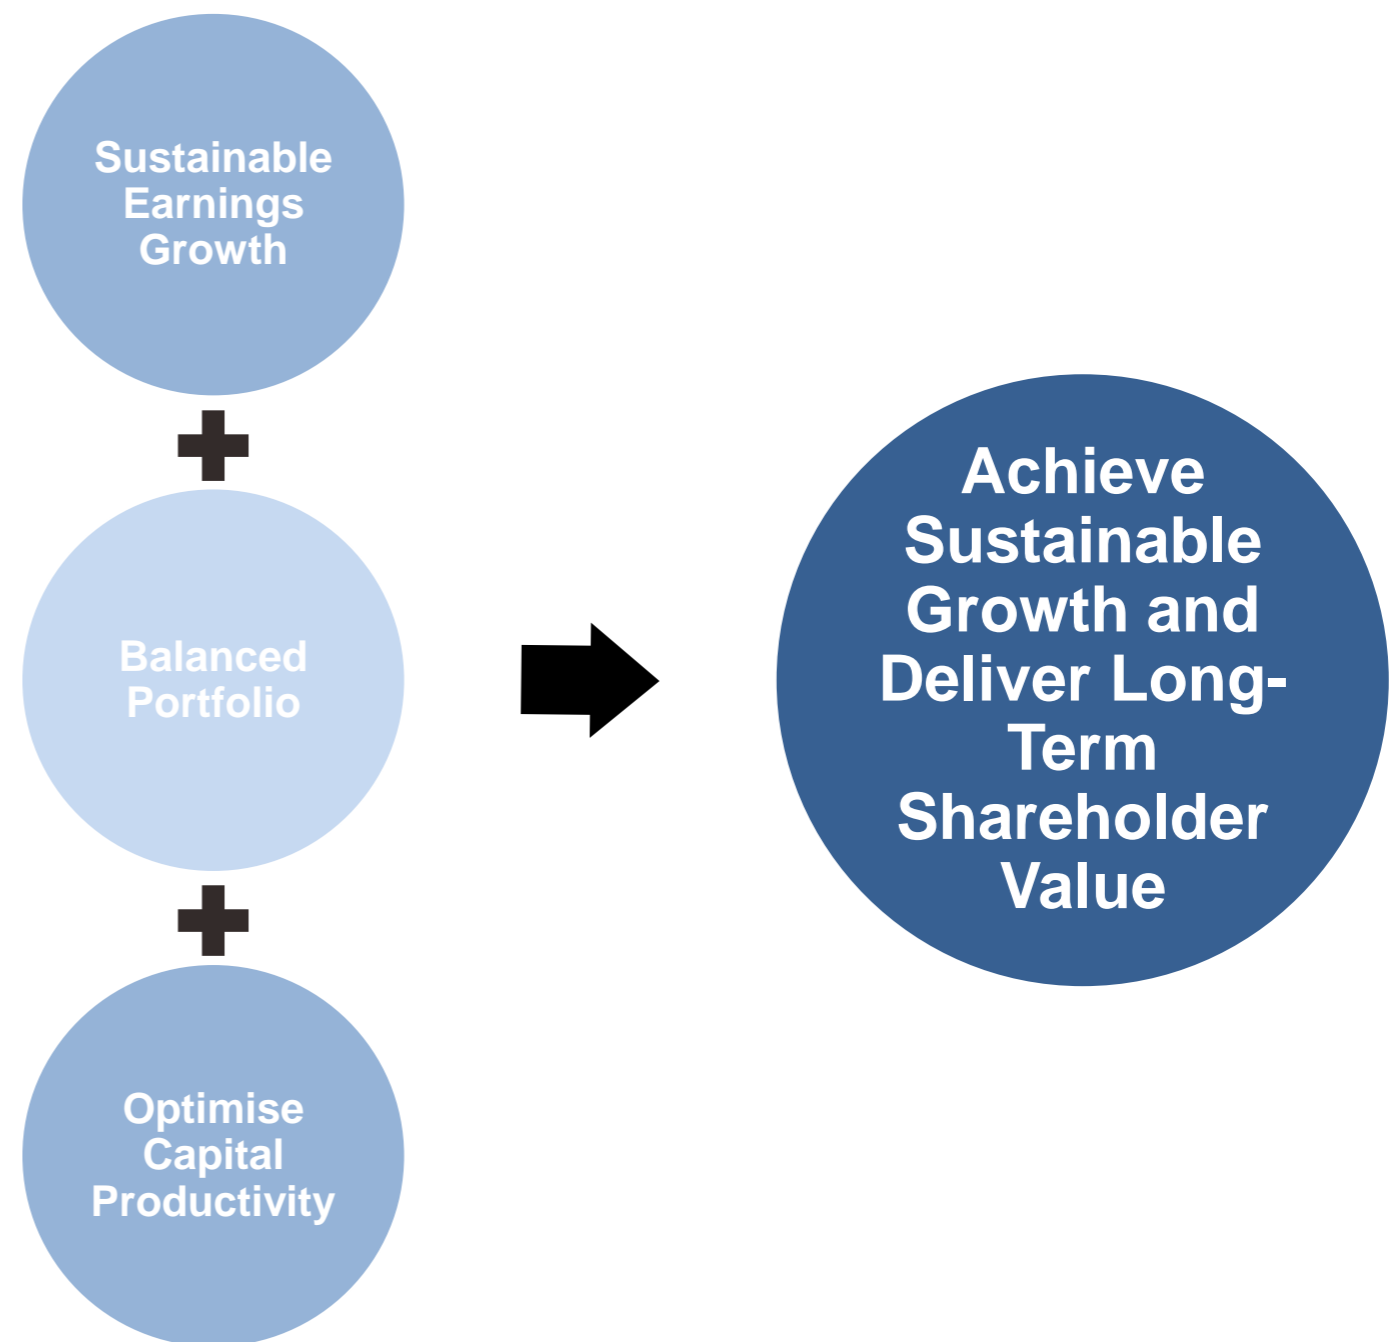 Sustainable
Earnings
Growth
Balanced
Portfolio
Optimise
Capital
Productivity
Achieve
Sustainable
Growth and
Deliver Long-
Term
Shareholder
Value